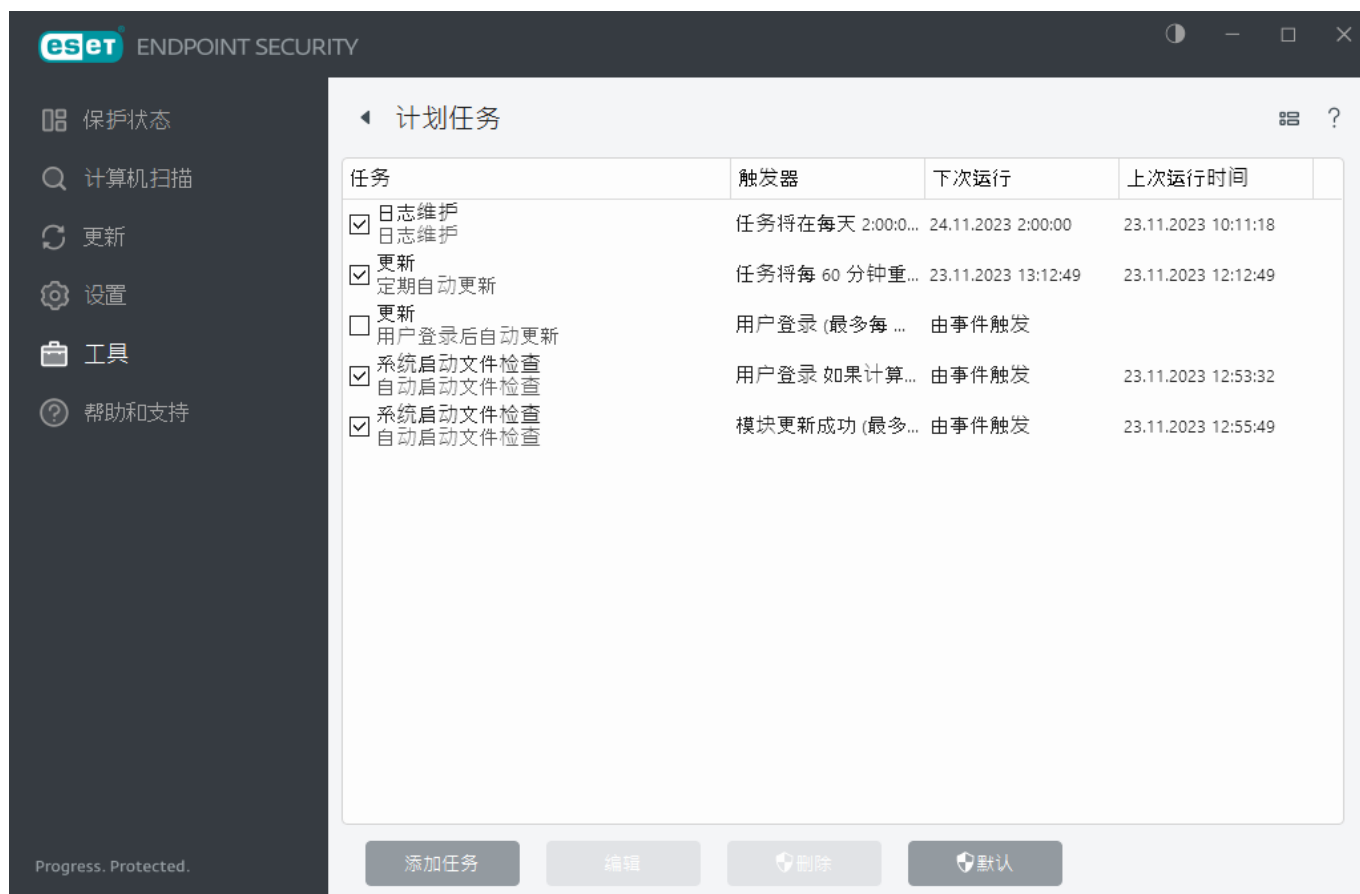 eseT ENDPOINT SECURITY
保护状态
计算机扫描
更新
设置
工具
帮助和支持
Progress. Protected.
计划任务
?
任务 触发器 下次运行 上次运行时间
日志维护
日志维护
任务将在每天 2:00:0... 24.11.2023 2:00:00 23.11.2023 10:11:18
更新
定期自动更新
任务将每 60 分钟重... 23.11.2023 13:12:49 23.11.2023 12:12:49
更新
用户登录后自动更新
用户登录 (最多每 ... 由事件触发
系统启动文件检查
自动启动文件检查
用户登录 如果计算... 由事件触发 23.11.2023 12:53:32
系统启动文件检查
自动启动文件检查
模块更新成功 (最多... 由事件触发 23.11.2023 12:55:49
添加任务 编辑 删除 默认